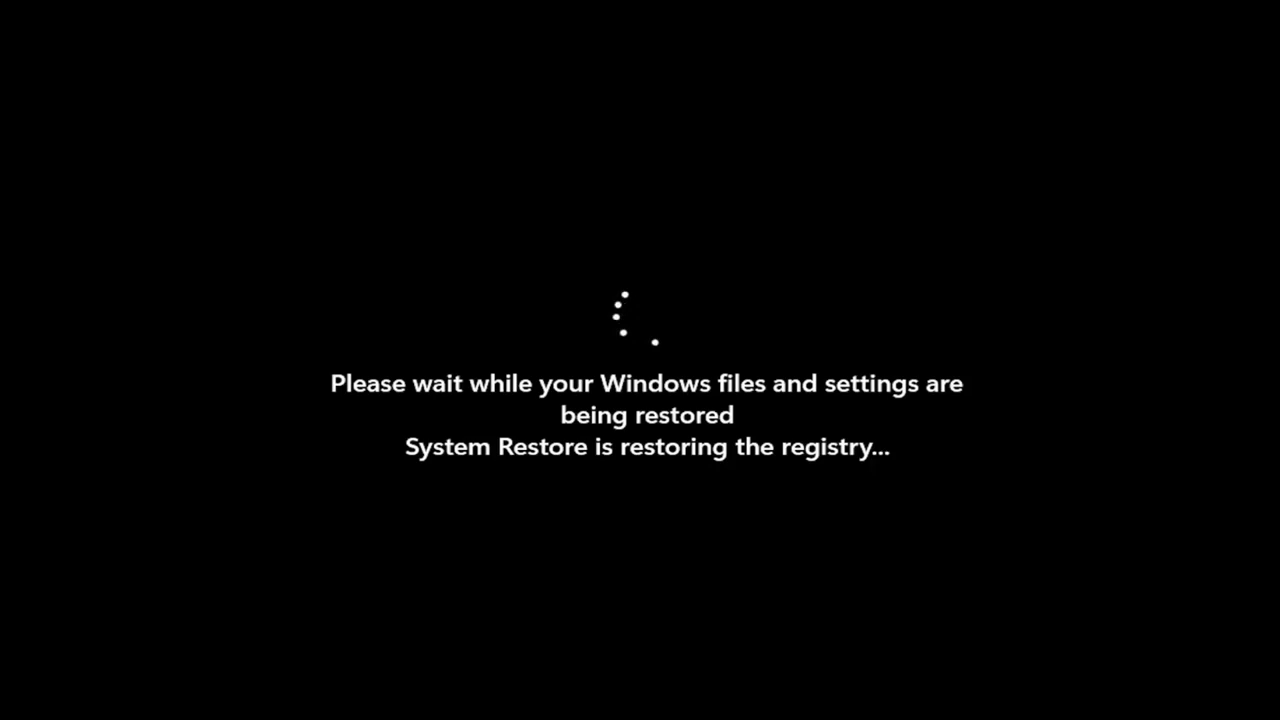 Please wait while your Windows files and settings are
being restored
System Restore is restoring the registry...